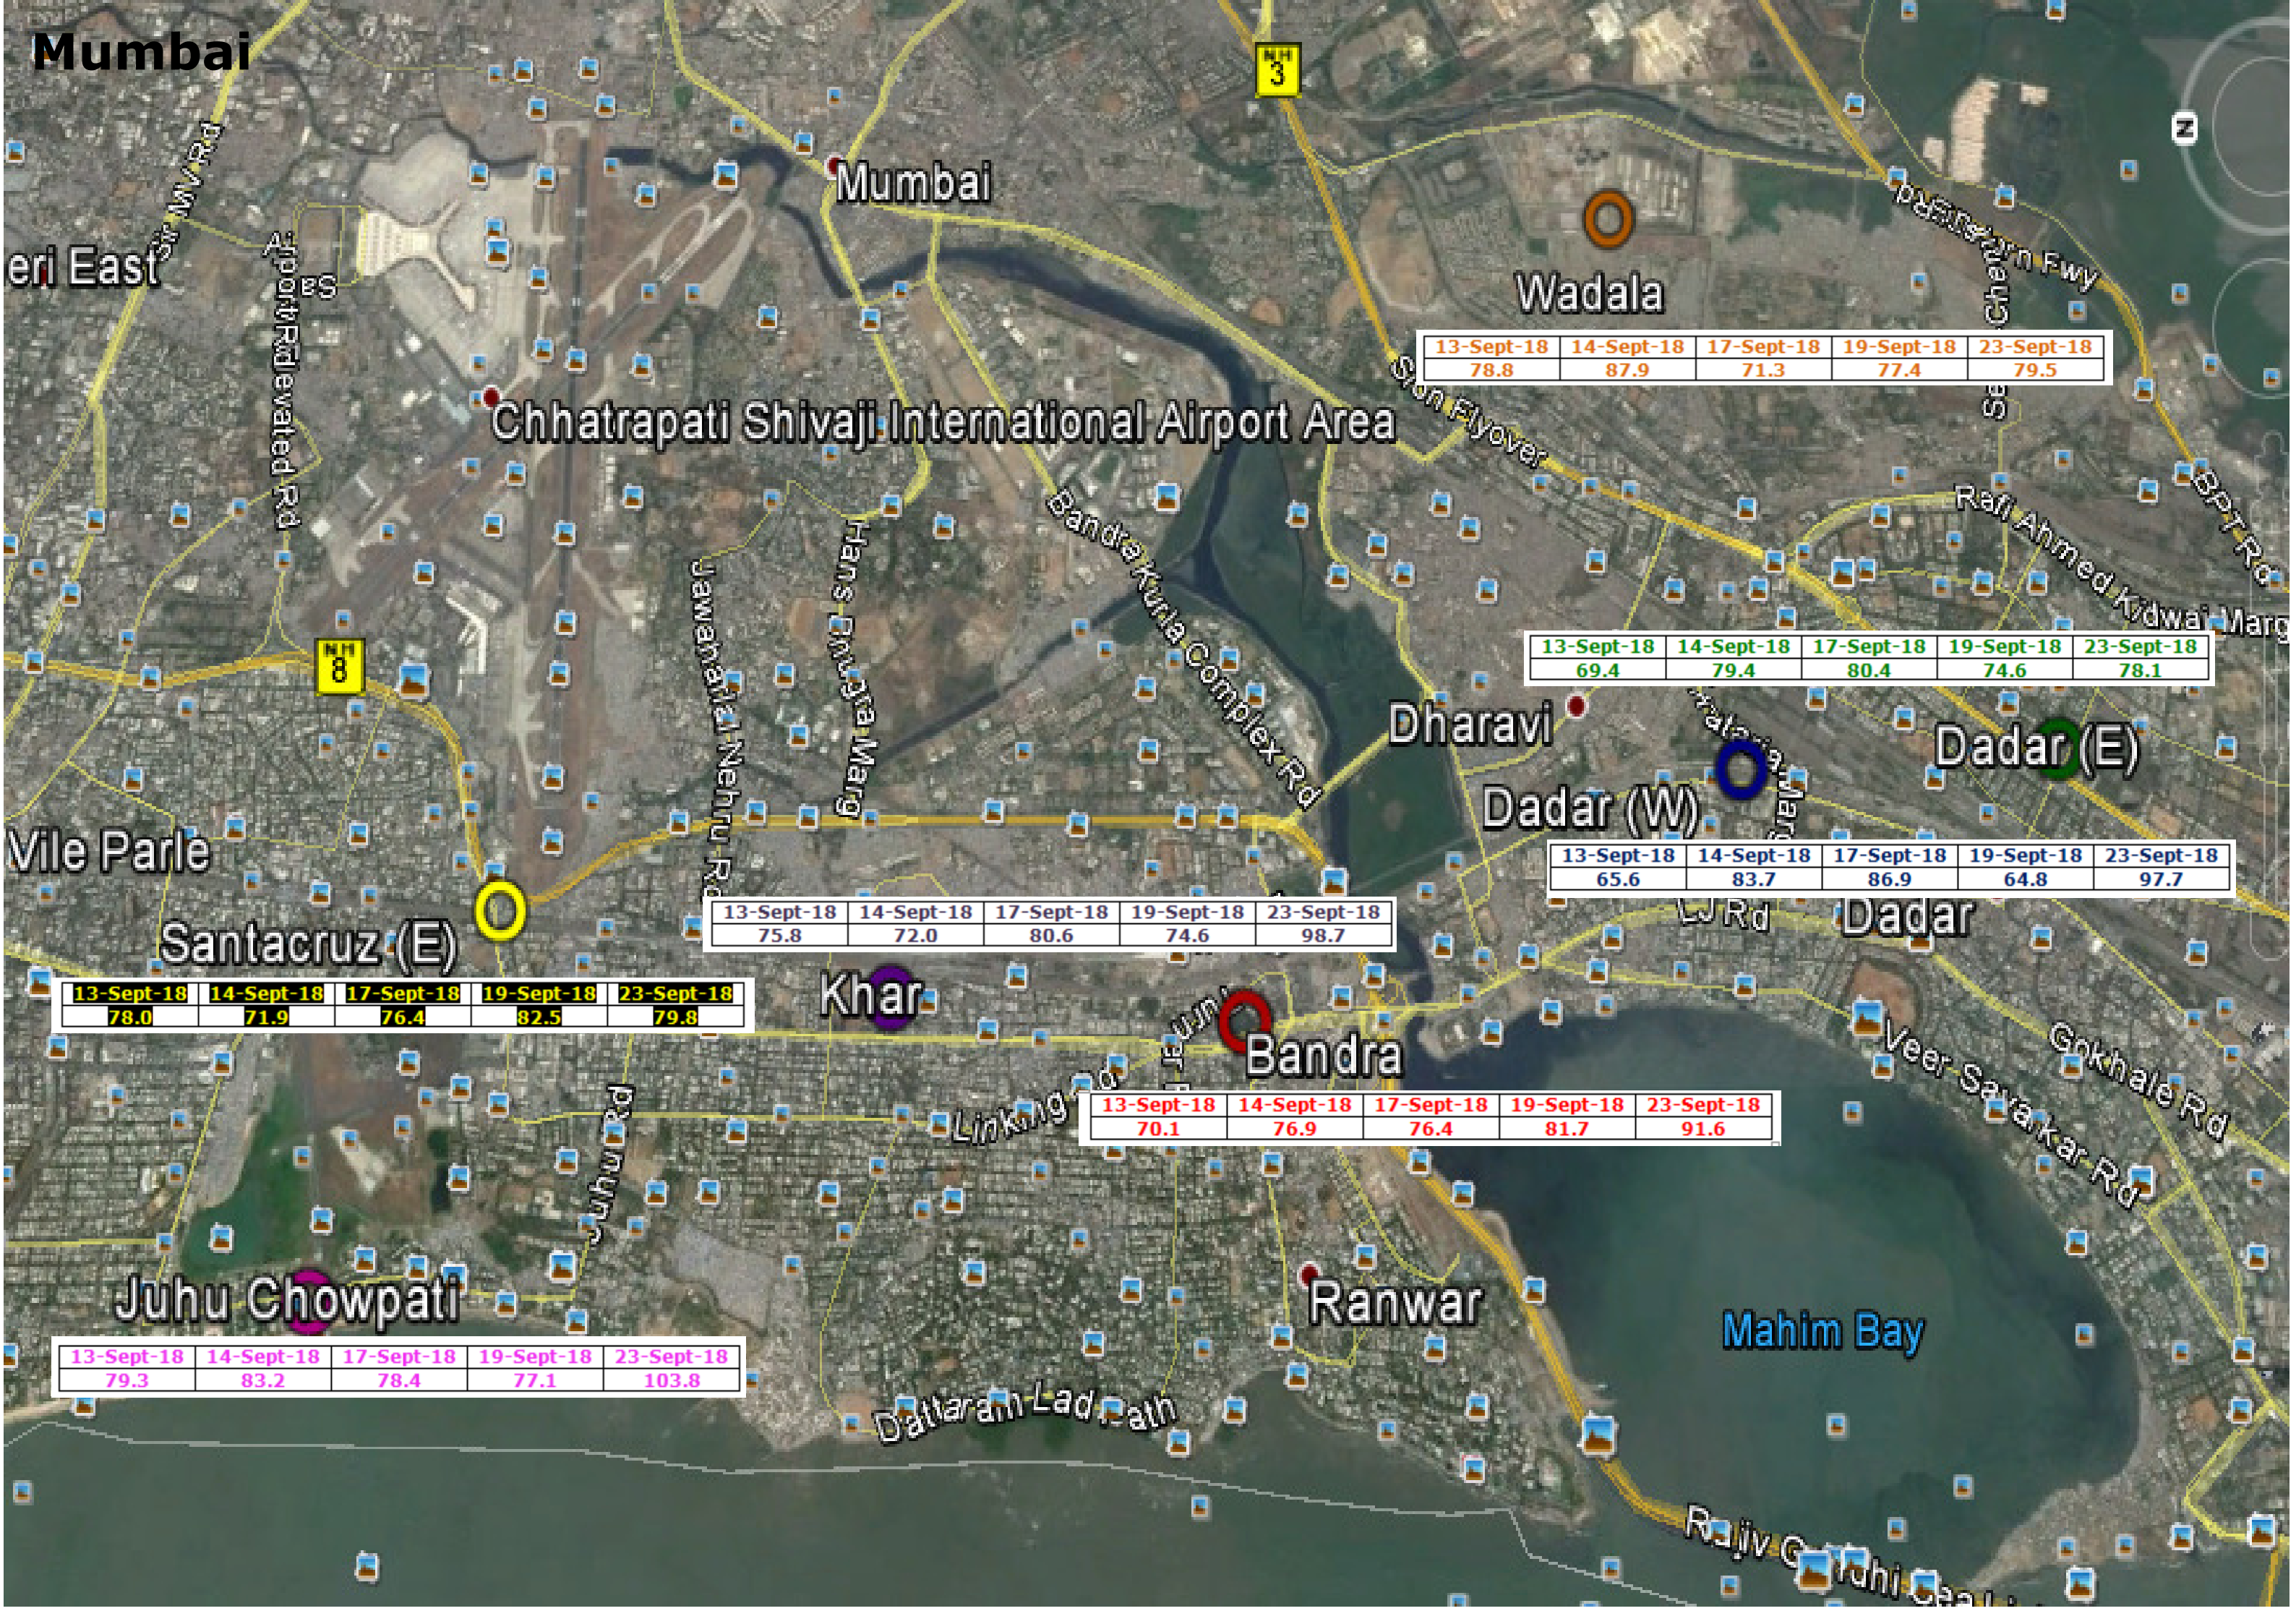 Mumbai
NH
3
Mumbai
N
Sir MV Rd
eri East
Wadala
13-Sept-18 14-Sept-18 17-Sept-18 19-Sept-18 23-Sept-18
78.8 87.9 71.3 77.4 79.5
Chhatrapati Shivaji International Airport Area
Sion Flyover
Bandra Kurla Complex Rd
Rafi Ahmed Kidwai Marg
BPT Rd
Hans Bhugra Marg
Jawaharlal Nehru Rd
NH
8
13-Sept-18 14-Sept-18 17-Sept-18 19-Sept-18 23-Sept-18
69.4 79.4 80.4 74.6 78.1
Dharavi
Dadar (E)
Dadar (W)
Vile Parle
13-Sept-18 14-Sept-18 17-Sept-18 19-Sept-18 23-Sept-18
65.6 83.7 86.9 64.8 97.7
LJ Rd
Dadar
Santacruz (E)
13-Sept-18 14-Sept-18 17-Sept-18 19-Sept-18 23-Sept-18
75.8 72.0 80.6 74.6 98.7
13-Sept-18 14-Sept-18 17-Sept-18 19-Sept-18 23-Sept-18
78.0 71.9 76.4 82.5 79.8
Khar
Bandra
Veer Savarkar Rd
Gokhale Rd
Linking Rd
13-Sept-18 14-Sept-18 17-Sept-18 19-Sept-18 23-Sept-18
70.1 76.9 76.4 81.7 91.6
Juhu Rd
Juhu Chowpati
Ranwar
Mahim Bay
13-Sept-18 14-Sept-18 17-Sept-18 19-Sept-18 23-Sept-18
79.3 83.2 78.4 77.1 103.8
Dattaram Lad Path
Rajiv Gandhi Sea